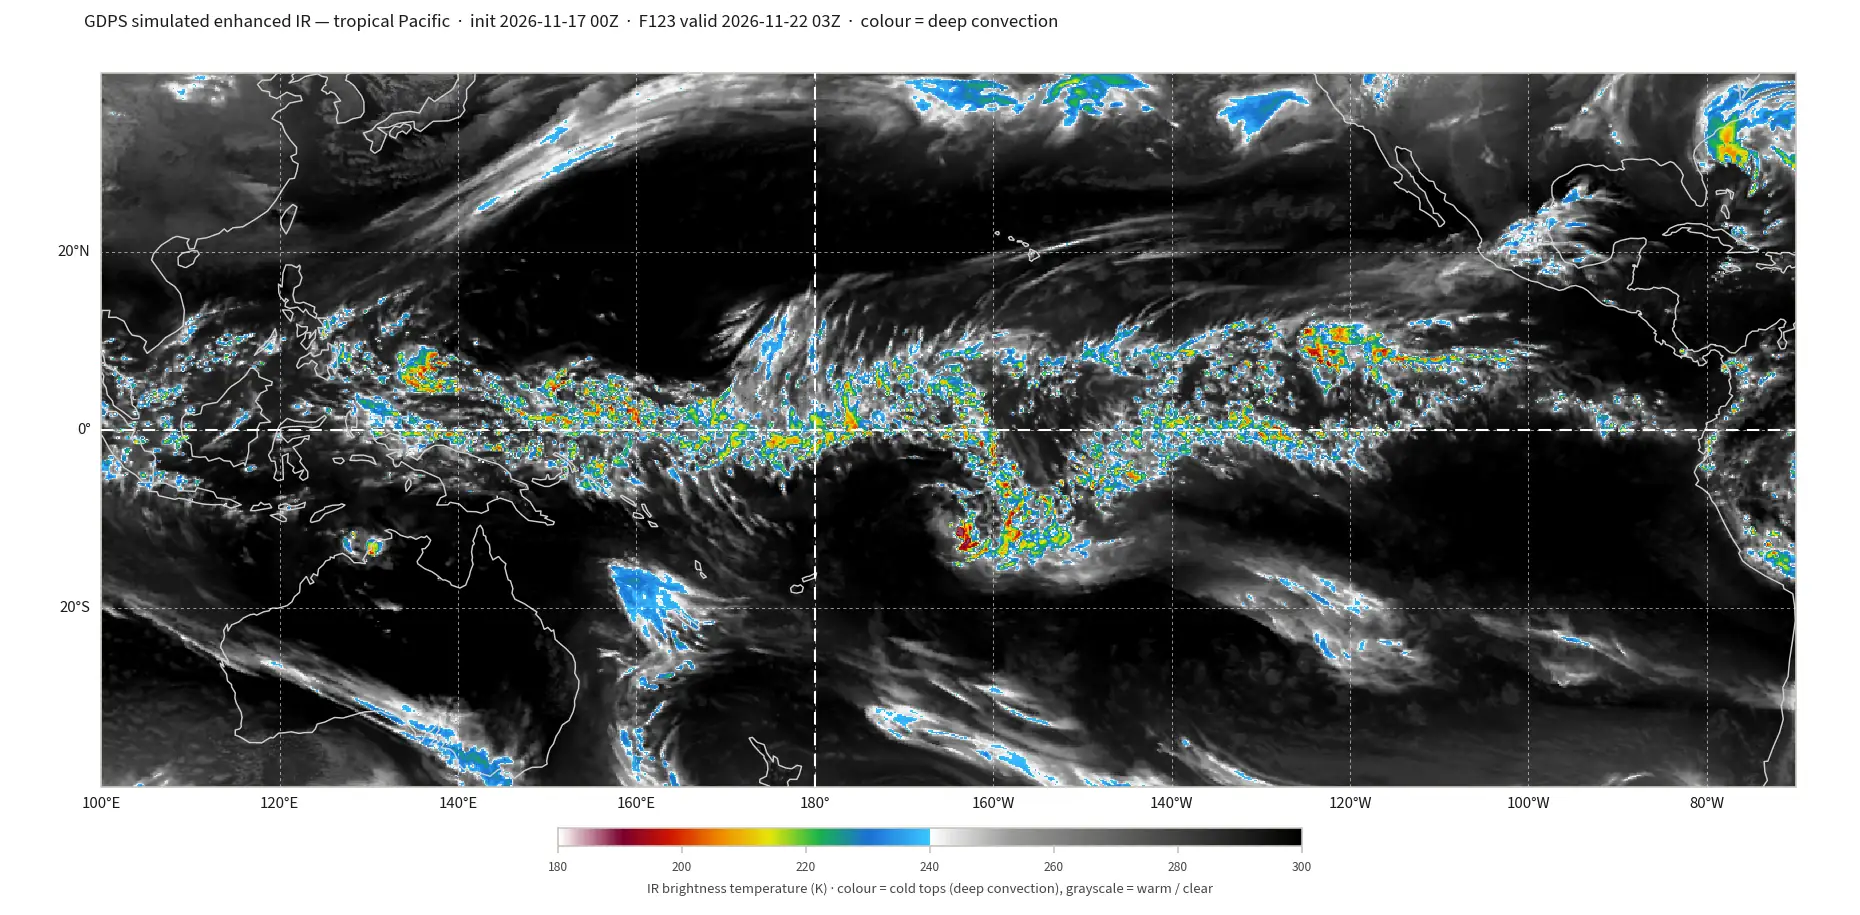 GDPS simulated enhanced IR — tropical Pacific · init 2026-11-17 00Z · F123 valid 2026-11-22 03Z · colour = deep convection
20°N
0°
20°S
100°E 120°E 140°E 160°E 180° 160°W 140°W 120°W 100°W 80°W
180 200 220 240 260 280 300
IR brightness temperature (K) · colour = cold tops (deep convection), grayscale = warm / clear